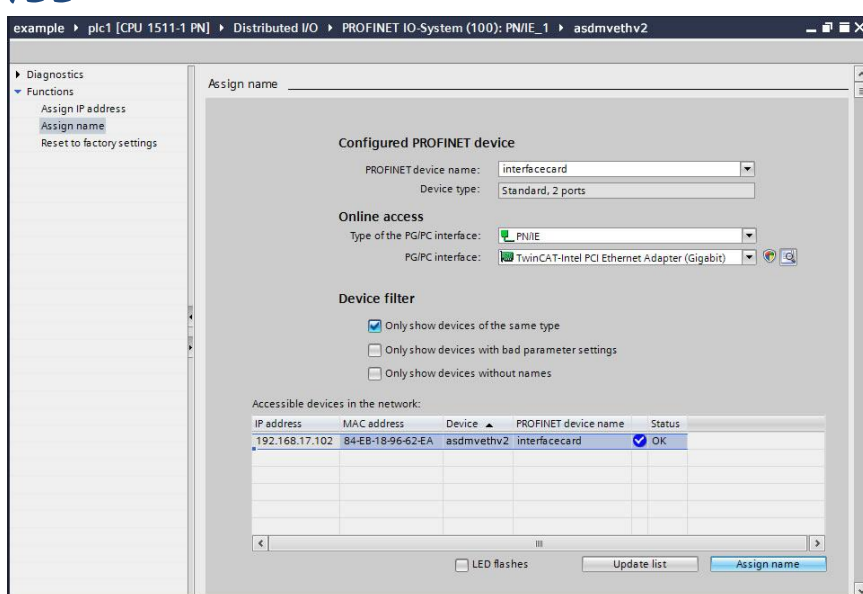 example ▸ plc1 [CPU 1511-1 PN] ▸ Distributed I/O ▸ PROFINET IO-System (100): PN/IE_1 ▸ asdmvethv2
Diagnostics
Functions
Assign IP address
Assign name
Reset to factory settings
Assign name
Configured PROFINET device
PROFINET device name: interfacecard
Device type: Standard, 2 ports
Online access
Type of the PG/PC interface: PN/IE
PG/PC interface: TwinCAT-Intel PCI Ethernet Adapter (Gigabit)
Device filter
Only show devices of the same type
Only show devices with bad parameter settings
Only show devices without names
Accessible devices in the network:
IP address MAC address Device PROFINET device name Status
192.168.17.102 84-EB-18-96-62-EA asdmvethv2 interfacecard OK
LED flashes Update list Assign name